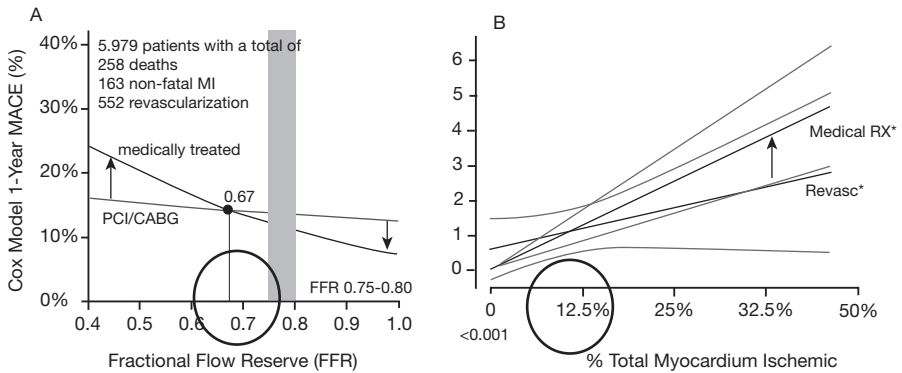 A
Cox Model 1-Year MACE (%)
40%
30%
20%
10%
0%
5.979 patients with a total of
258 deaths
163 non-fatal MI
552 revascularization
medically treated
0.67
PCI/CABG
FFR 0.75-0.80
0.4 0.5 0.6 0.7 0.8 0.9 1.0
Fractional Flow Reserve (FFR)
B
6
5
4
3
2
1
0
Medical RX*
Revasc*
0 12.5% 25% 32.5% 50%
<0.001
% Total Myocardium Ischemic